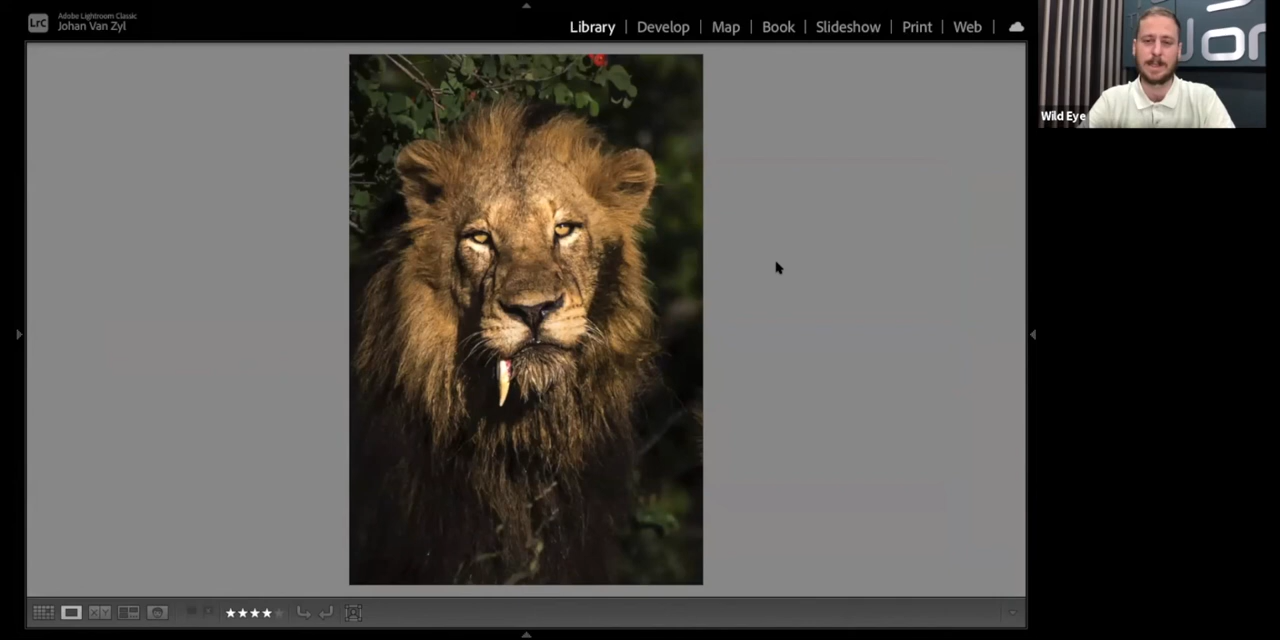 LrC
Adobe Lightroom Classic
Johan Van Zyl
Library | Develop | Map | Book | Slideshow | Print | Web |
Wild Eye